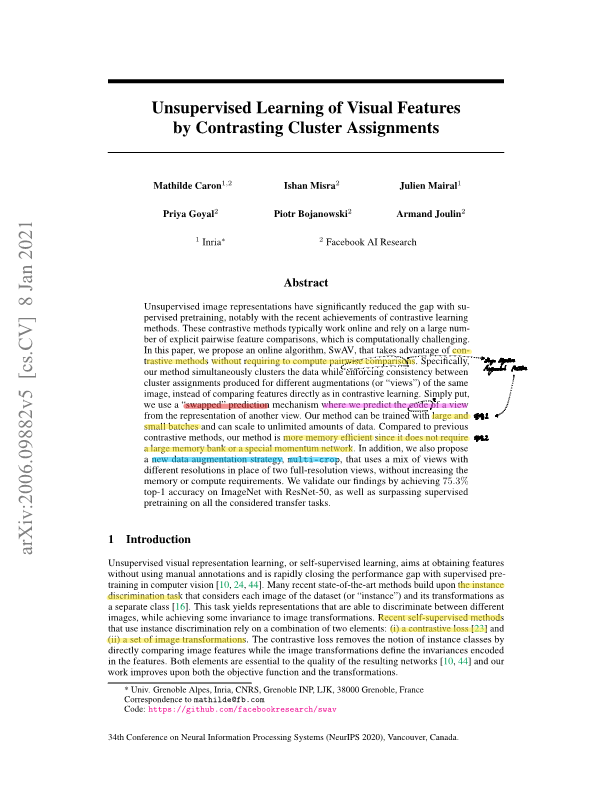 Unsupervised Learning of Visual Features
by Contrasting Cluster Assignments
Mathilde Caron1,2 Ishan Misra2 Julien Mairal1
Priya Goyal2 Piotr Bojanowski2 Armand Joulin2
1 Inria* 2 Facebook AI Research
Abstract
Unsupervised image representations have significantly reduced the gap with su-
pervised pretraining, notably with the recent achievements of contrastive learning
methods. These contrastive methods typically work online and rely on a large num-
ber of explicit pairwise feature comparisons, which is computationally challenging.
In this paper, we propose an online algorithm, SwAV, that takes advantage of con-
trastive methods without requiring to compute pairwise comparisons. Specifically,
our method simultaneously clusters the data while enforcing consistency between
cluster assignments produced for different augmentations (or “views”) of the same
image, instead of comparing features directly as in contrastive learning. Simply put,
we use a “swapped” prediction mechanism where we predict the code of a view
from the representation of another view. Our method can be trained with large and
small batches and can scale to unlimited amounts of data. Compared to previous
contrastive methods, our method is more memory efficient since it does not require
a large memory bank or a special momentum network. In addition, we also propose
a new data augmentation strategy, multi-crop, that uses a mix of views with
different resolutions in place of two full-resolution views, without increasing the
memory or compute requirements. We validate our findings by achieving 75.3%
top-1 accuracy on ImageNet with ResNet-50, as well as surpassing supervised
pretraining on all the considered transfer tasks.
1 Introduction
Unsupervised visual representation learning, or self-supervised learning, aims at obtaining features
without using manual annotations and is rapidly closing the performance gap with supervised pre-
training in computer vision [10, 24, 44]. Many recent state-of-the-art methods build upon the instance
discrimination task that considers each image of the dataset (or “instance”) and its transformations as
a separate class [16]. This task yields representations that are able to discriminate between different
images, while achieving some invariance to image transformations. Recent self-supervised methods
that use instance discrimination rely on a combination of two elements: (i) a contrastive loss [23] and
(ii) a set of image transformations. The contrastive loss removes the notion of instance classes by
directly comparing image features while the image transformations define the invariances encoded
in the features. Both elements are essential to the quality of the resulting networks [10, 44] and our
work improves upon both the objective function and the transformations.
* Univ. Grenoble Alpes, Inria, CNRS, Grenoble INP, LJK, 38000 Grenoble, France
Correspondence to mathilde@fb.com
Code: https://github.com/facebookresearch/swav
34th Conference on Neural Information Processing Systems (NeurIPS 2020), Vancouver, Canada.
arXiv:2006.09882v5 [cs.CV] 8 Jan 2021